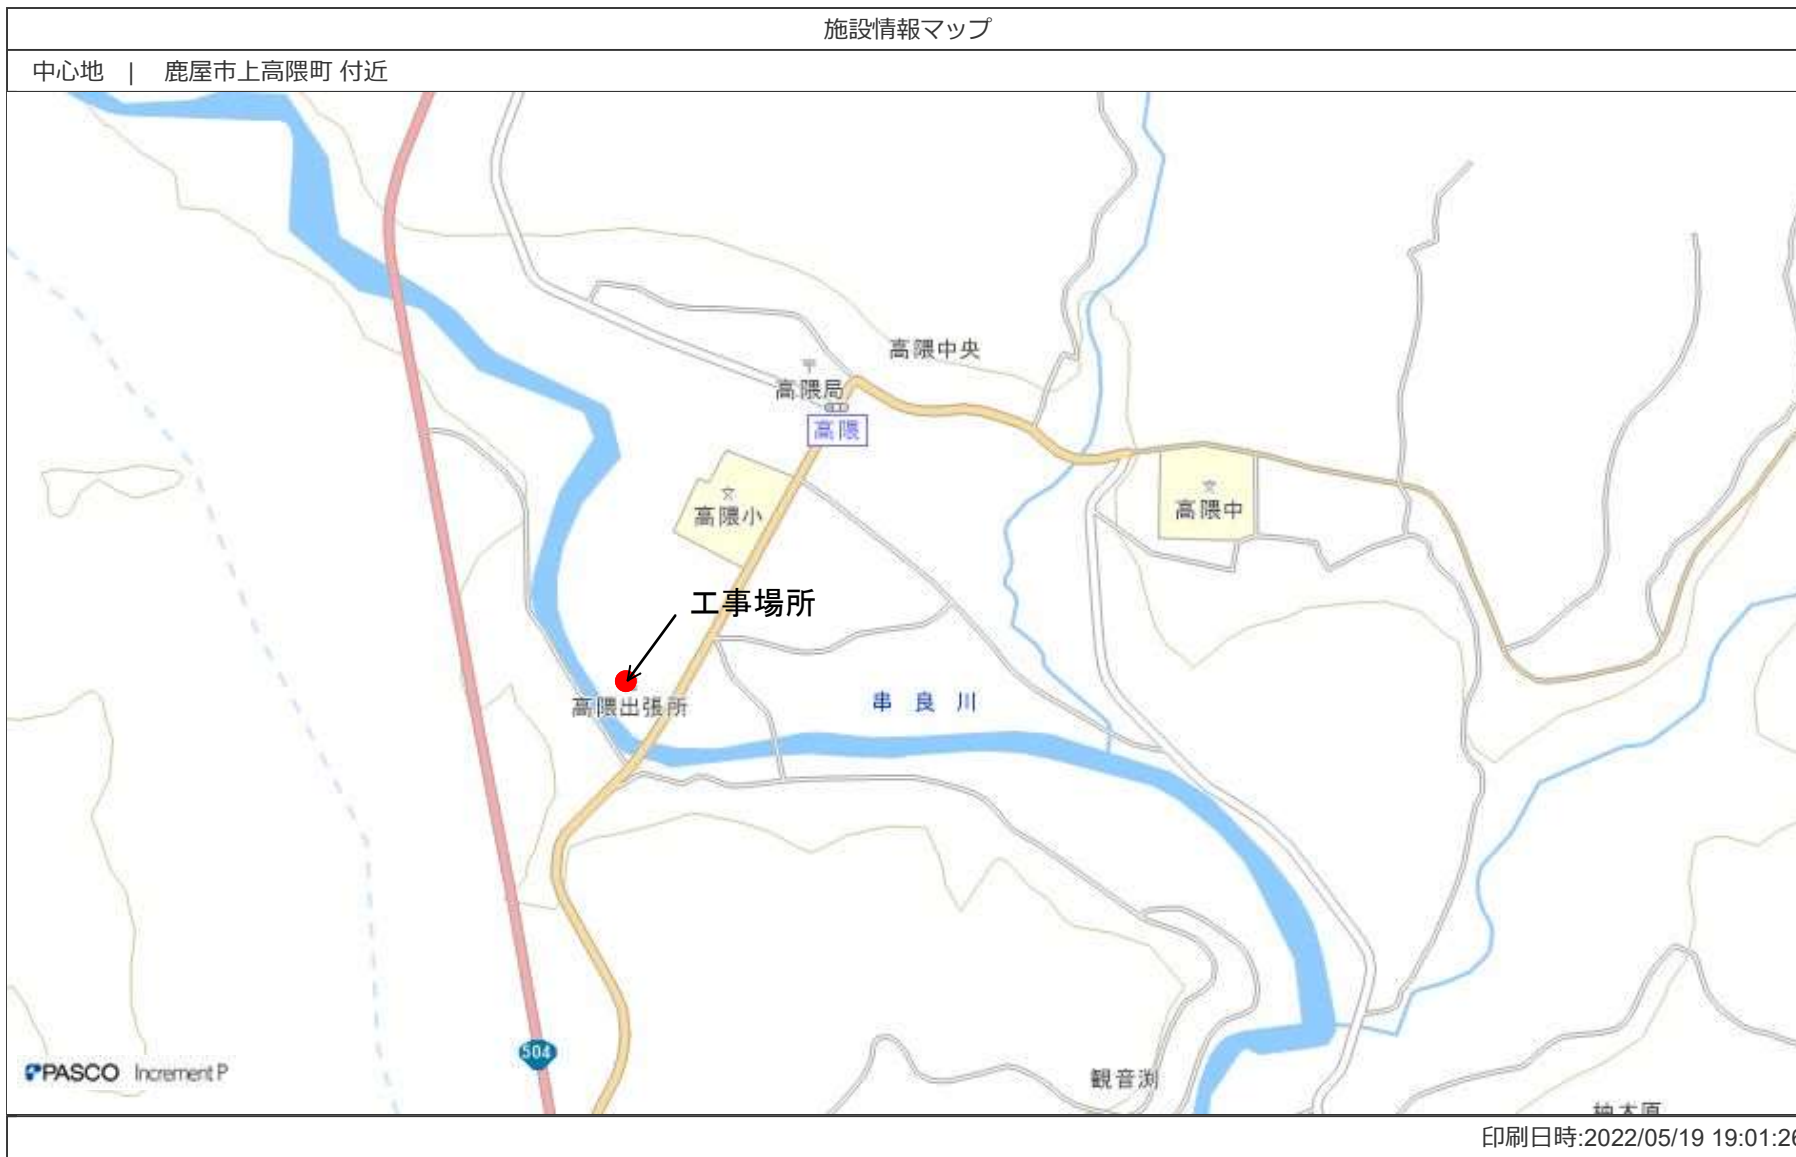 施設情報マップ
中心地 | 鹿屋市上高隈町 付近
高隈中央
〒
高隈局
高隈
文
高隈小
文
高隈中
工事場所
高隈出張所
串良川
504
PASCO Increment P
観音渕
印刷日時:2022/05/19 19:01:26